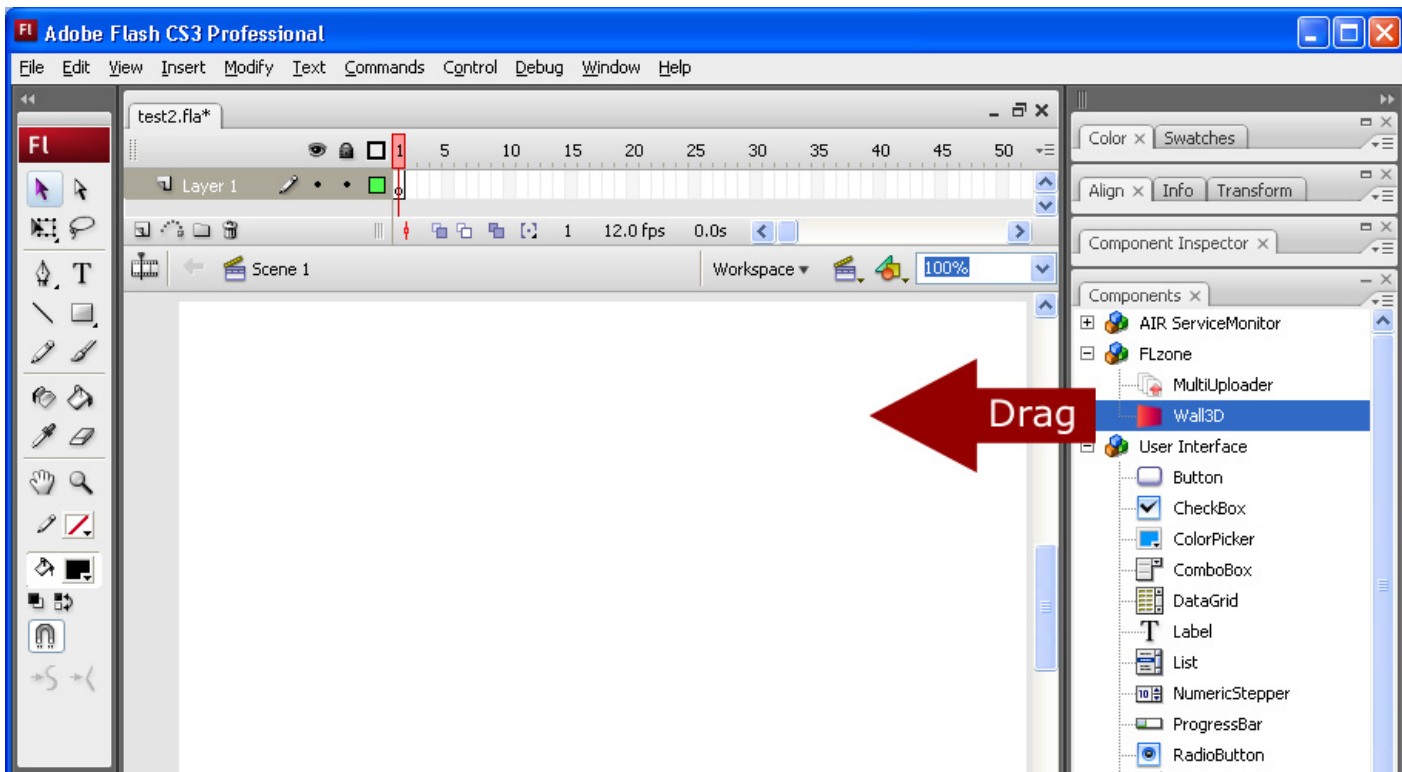 Fl Adobe Flash CS3 Professional
File Edit View Insert Modify Text Commands Control Debug Window Help
test2.fla*
Fl
1 5 10 15 20 25 30 35 40 45 50
Layer 1
1 12.0 fps 0.0s
Scene 1 Workspace 100%
T
Color Swatches
Align Info Transform
Component Inspector
Components
AIR ServiceMonitor
FLzone
MultiUploader
Wall3D
Drag
User Interface
Button
CheckBox
ColorPicker
ComboBox
DataGrid
T Label
List
10 NumericStepper
ProgressBar
RadioButton